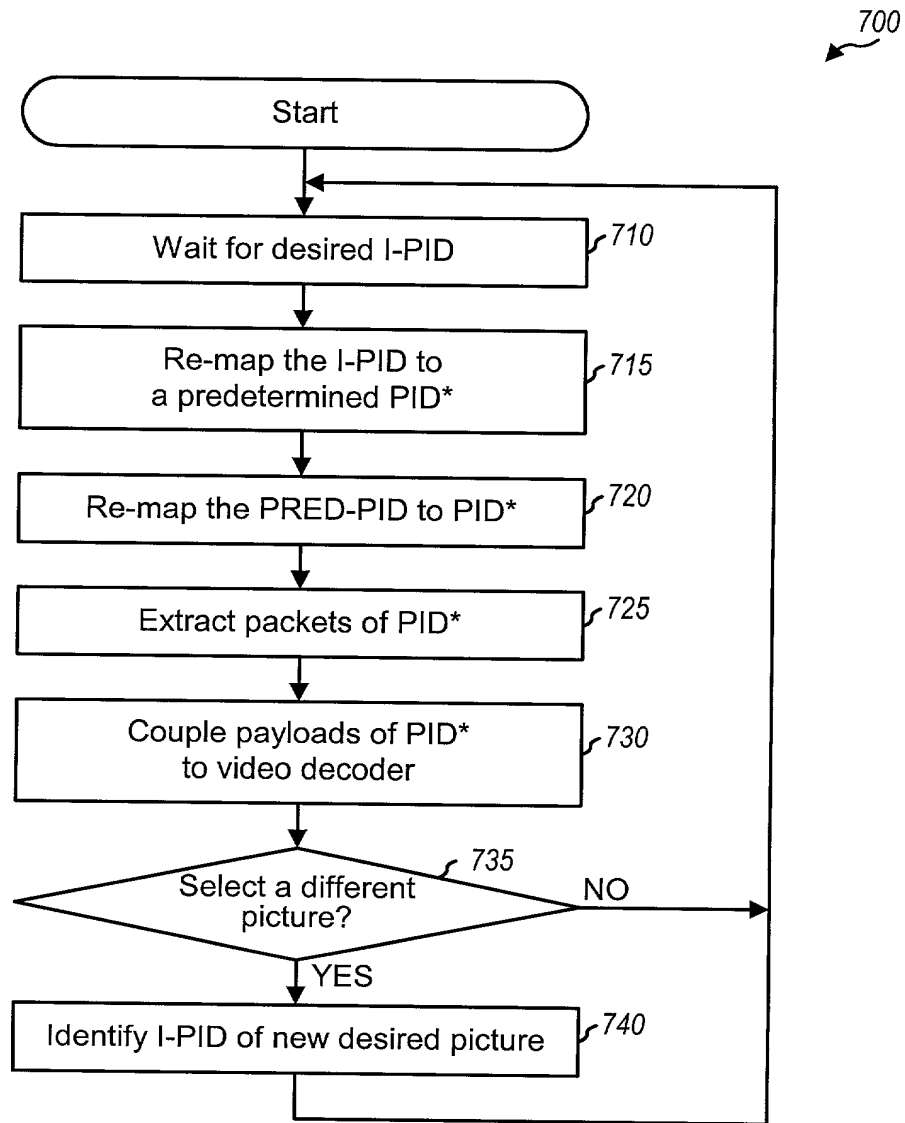 700
Start
Wait for desired I-PID
710
Re-map the I-PID to
a predetermined PID*
715
Re-map the PRED-PID to PID*
720
Extract packets of PID*
725
Couple payloads of PID*
to video decoder
730
735
Select a different
picture?
NO
YES
Identify I-PID of new desired picture
740